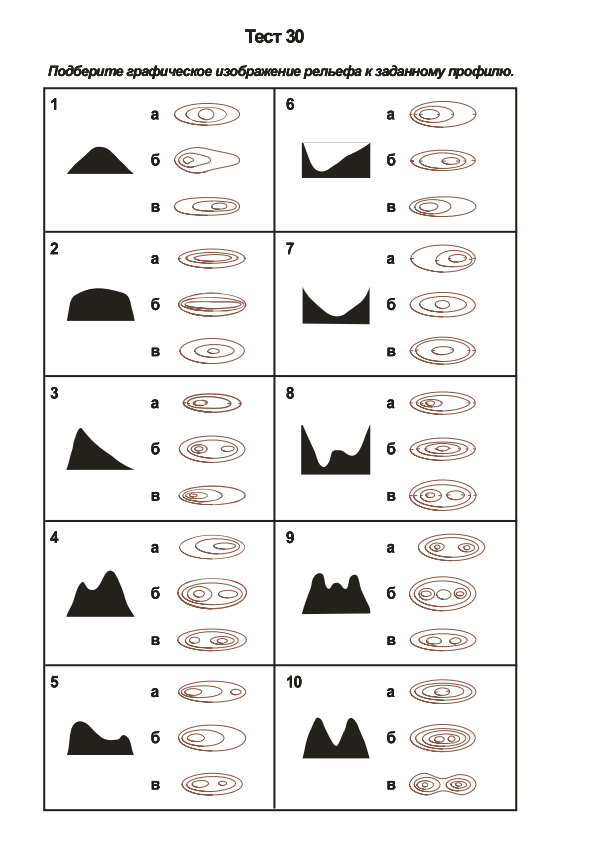 Тест 30
Подберите графическое изображение рельефа к заданному профилю.
1
а
б
в
6
а
б
в
2
а
б
в
7
а
б
в
3
а
б
в
8
а
б
в
4
а
б
в
9
а
б
в
5
а
б
в
10
а
б
в